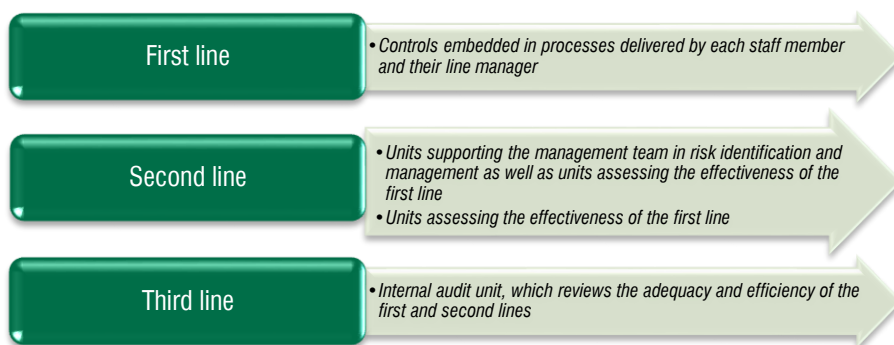 First line
• Controls embedded in processes delivered by each staff member
and their line manager
Second line
• Units supporting the management team in risk identification and
management as well as units assessing the effectiveness of the
first line
• Units assessing the effectiveness of the first line
Third line
• Internal audit unit, which reviews the adequacy and efficiency of the
first and second lines